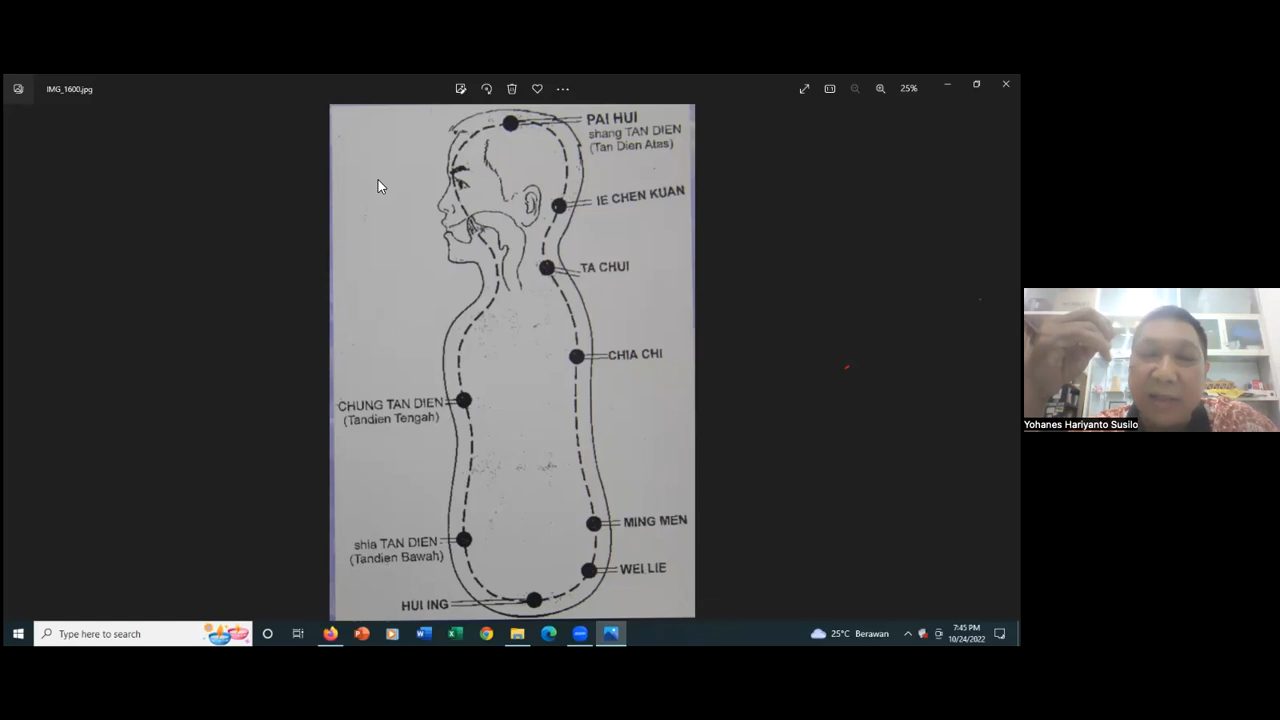 IMG_1600.jpg
25%
PAI HUI
shang TAN DIEN
(Tan Dien Atas)
IE CHEN KUAN
TA CHUI
CHIA CHI
CHUNG TAN DIEN
(Tandien Tengah)
MING MEN
shia TAN DIEN
(Tandien Bawah)
WEI LIE
HUI ING
Yohanes Hariyanto Susilo
Type here to search
25°C Berawan
7:45 PM
10/24/2022